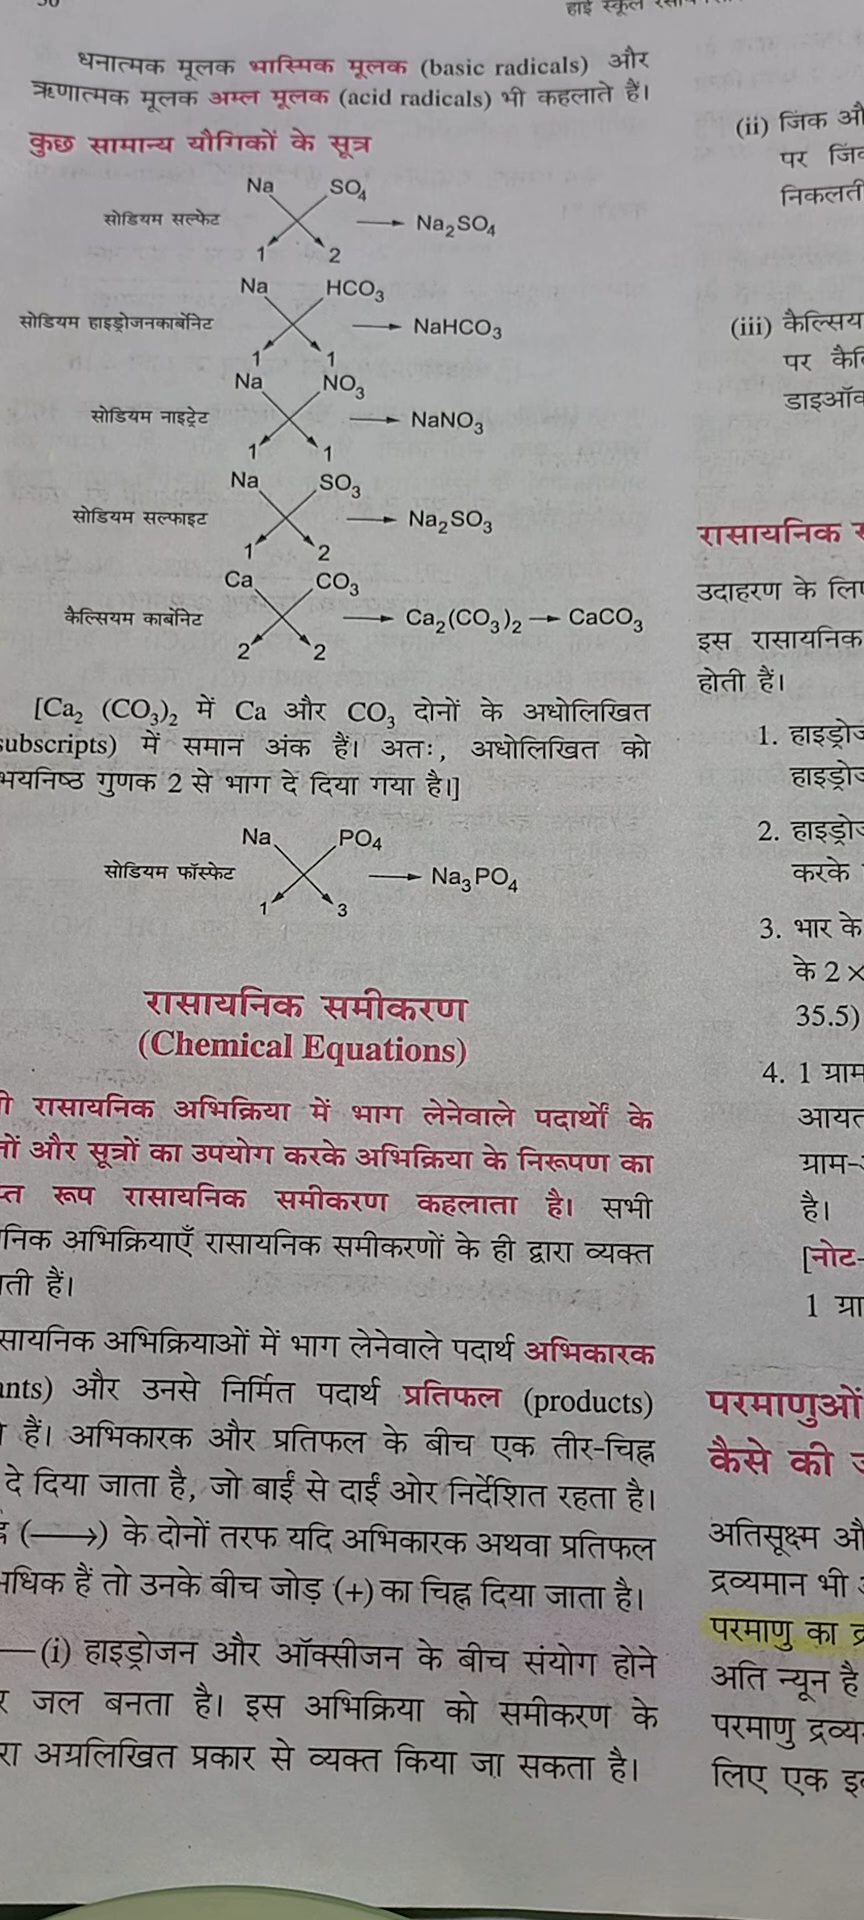 हाई स्कूल
धनात्मक मूलक भास्मिक मूलक (basic radicals) और
ऋणात्मक मूलक अम्ल मूलक (acid radicals) भी कहलाते हैं।
कुछ सामान्य यौगिकों के सूत्र
Na SO₄
सोडियम सल्फेट → Na₂SO₄
1 2
Na HCO₃
सोडियम हाइड्रोजनकार्बोनेट → NaHCO₃
1 1
Na NO₃
सोडियम नाइट्रेट → NaNO₃
1 1
Na SO₃
सोडियम सल्फाइट → Na₂SO₃
1 2
Ca CO₃
कैल्सियम कार्बोनेट → Ca₂(CO₃)₂ → CaCO₃
2 2
[Ca₂ (CO₃)₂ में Ca और CO₃ दोनों के अधोलिखित
subscripts) में समान अंक हैं। अतः, अधोलिखित को
भयनिष्ठ गुणक 2 से भाग दे दिया गया है।]
Na PO₄
सोडियम फॉस्फेट → Na₃PO₄
1 3
रासायनिक समीकरण
(Chemical Equations)
रासायनिक अभिक्रिया में भाग लेनेवाले पदार्थों के
और सूत्रों का उपयोग करके अभिक्रिया के निरूपण का
प्त रूप रासायनिक समीकरण कहलाता है। सभी
निक अभिक्रियाएँ रासायनिक समीकरणों के ही द्वारा व्यक्त
ती हैं।
सायनिक अभिक्रियाओं में भाग लेनेवाले पदार्थ अभिकारक
ants) और उनसे निर्मित पदार्थ प्रतिफल (products)
हैं। अभिकारक और प्रतिफल के बीच एक तीर-चिह्न
दे दिया जाता है, जो बाईं से दाईं ओर निर्देशित रहता है।
(⟶) के दोनों तरफ यदि अभिकारक अथवा प्रतिफल
अधिक हैं तो उनके बीच जोड़ (+) का चिह्न दिया जाता है।
—(i) हाइड्रोजन और ऑक्सीजन के बीच संयोग होने
र जल बनता है। इस अभिक्रिया को समीकरण के
रा अग्रलिखित प्रकार से व्यक्त किया जा सकता है।
(ii) जिंक औ
पर जिंक
निकलती
(iii) कैल्सिय
पर कैल्
डाइऑक
रासायनिक स
उदाहरण के लिए
इस रासायनिक
होती हैं।
1. हाइड्रोज
हाइड्रोज
2. हाइड्रोज
करके
3. भार के
के 2 ×
35.5)
4. 1 ग्राम
आयत
ग्राम-
है।
[नोट-
1 ग्रा
परमाणुओं
कैसे की ज
अतिसूक्ष्म औ
द्रव्यमान भी
परमाणु का द्र
अति न्यून है
परमाणु द्रव्य
लिए एक इ